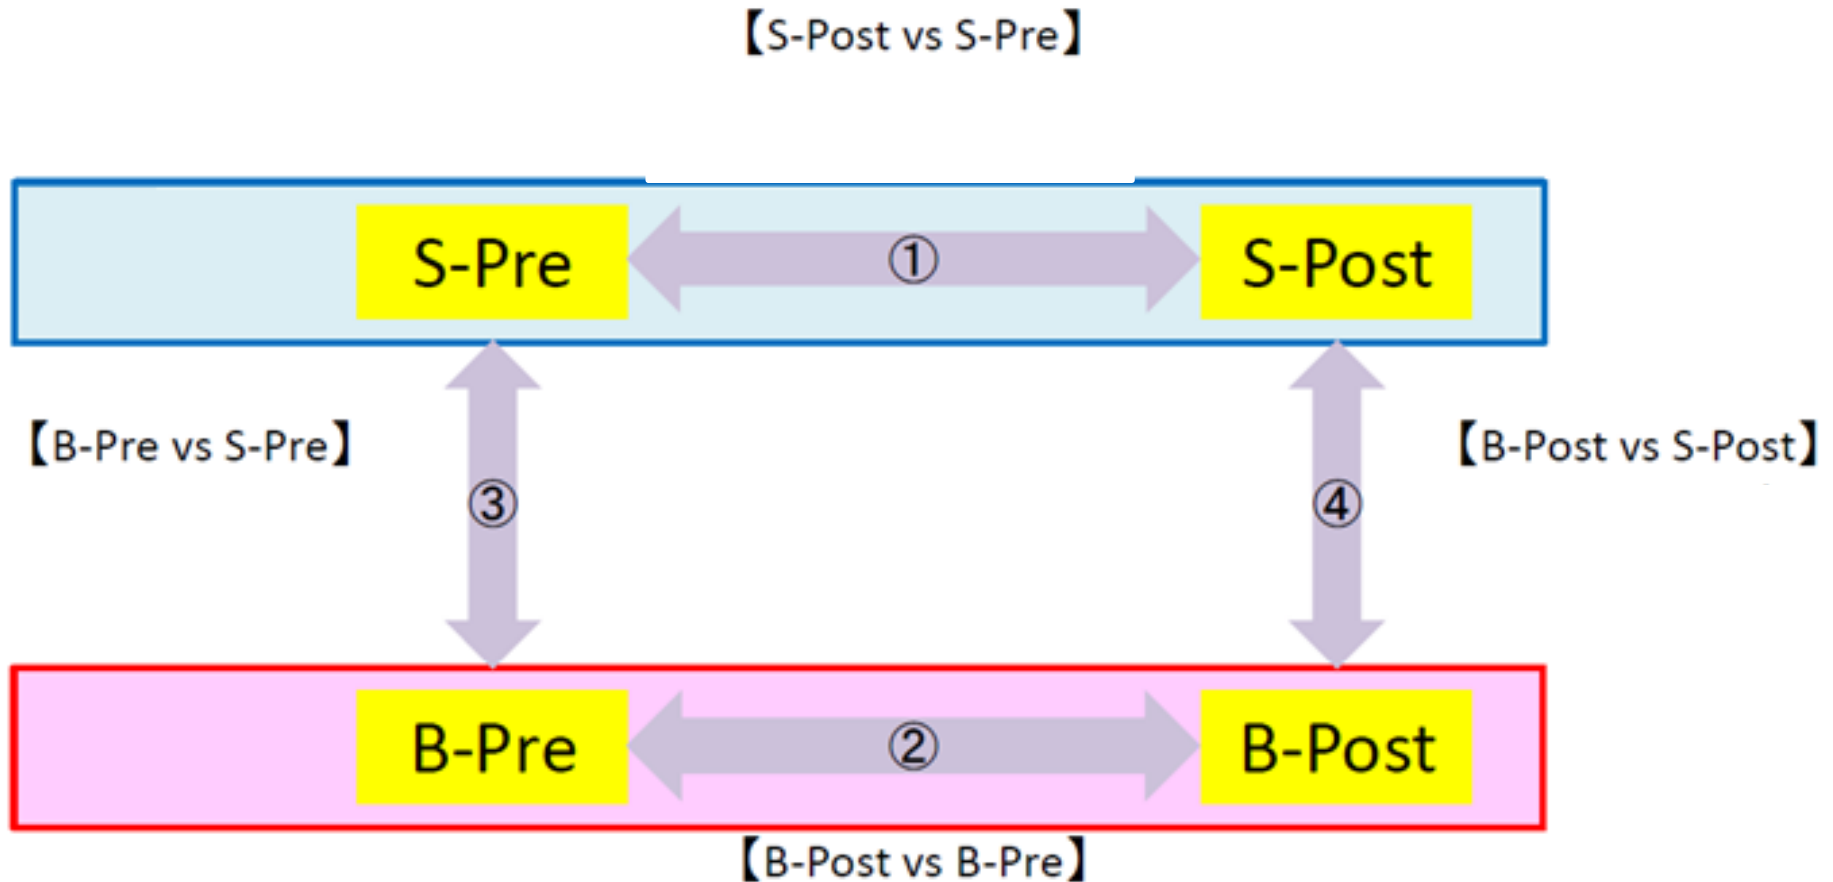 【S-Post vs S-Pre】
S-Pre ① S-Post
【B-Pre vs S-Pre】 【B-Post vs S-Post】
③ ④
B-Pre ② B-Post
【B-Post vs B-Pre】